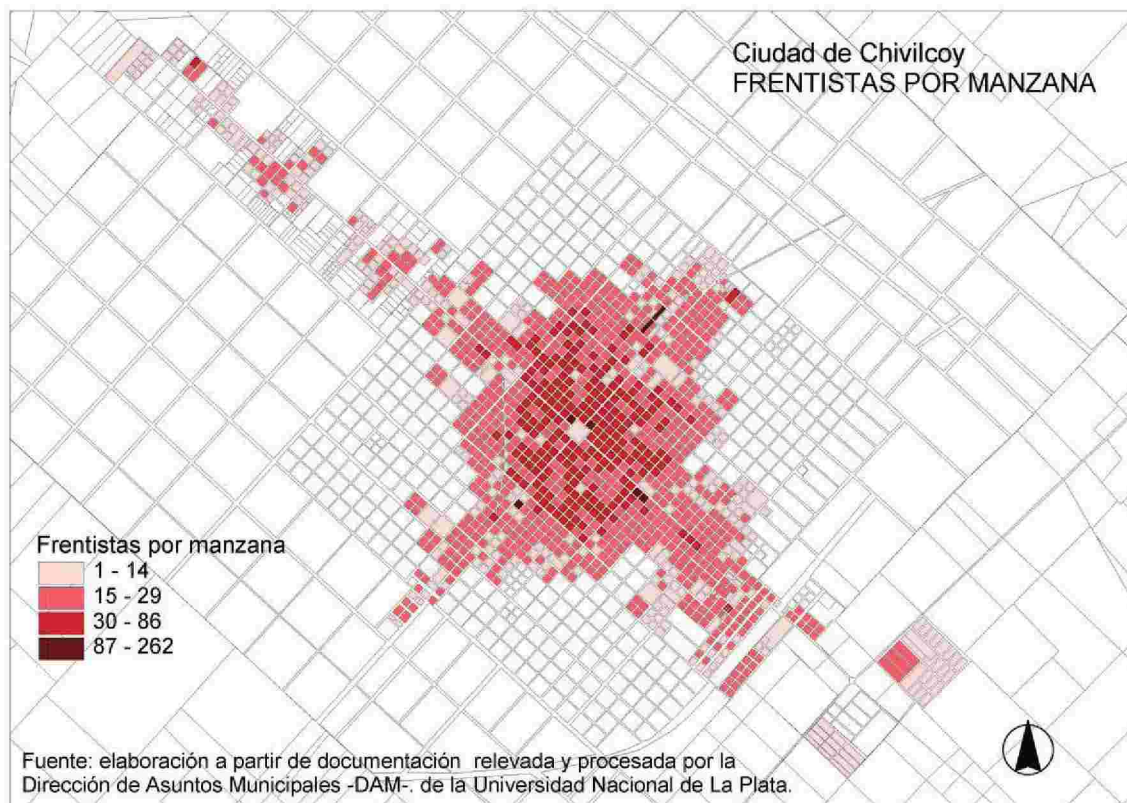 Ciudad de Chivilcoy
FRENTISTAS POR MANZANA
Frentistas por manzana
1 - 14
15 - 29
30 - 86
87 - 262
Fuente: elaboración a partir de documentación relevada y procesada por la
Dirección de Asuntos Municipales -DAM-. de la Universidad Nacional de La Plata.